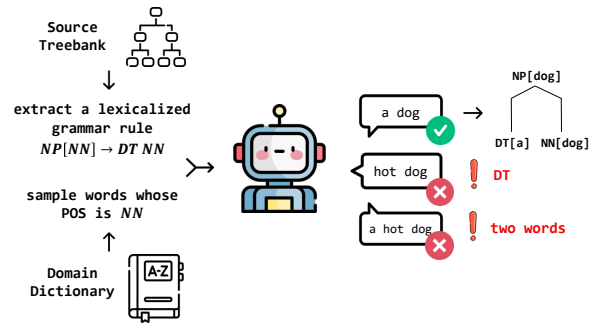 Source
Treebank
extract a lexicalized
grammar rule
NP[NN] → DT NN
sample words whose
POS is NN
Domain
Dictionary
A-Z
a dog
hot dog
a hot dog
NP[dog]
DT[a] NN[dog]
! DT
! two words